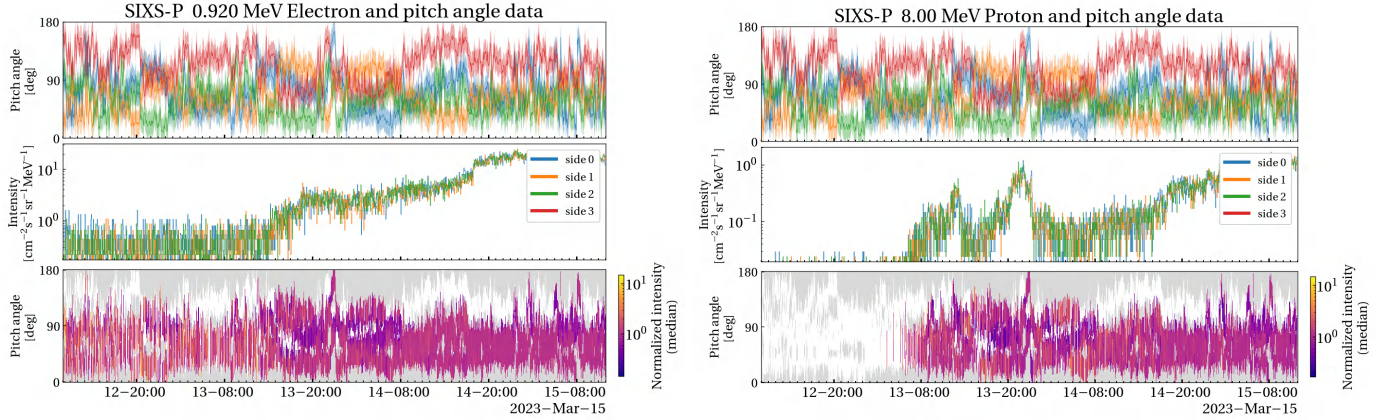 SIXS-P 0.920 MeV Electron and pitch angle data
180
90
0
Pitch angle
[deg]
10¹
10⁰
Intensity
[cm⁻²s⁻¹sr⁻¹MeV⁻¹]
side 0
side 1
side 2
side 3
180
90
0
Pitch angle
[deg]
10¹
10⁰
Normalized intensity
(median)
12−20:00 13−08:00 13−20:00 14−08:00 14−20:00 15−08:00
2023−Mar−15
SIXS-P 8.00 MeV Proton and pitch angle data
180
90
0
Pitch angle
[deg]
10⁰
10⁻¹
Intensity
[cm⁻²s⁻¹sr⁻¹MeV⁻¹]
side 0
side 1
side 2
side 3
180
90
0
Pitch angle
[deg]
10¹
10⁰
Normalized intensity
(median)
12−20:00 13−08:00 13−20:00 14−08:00 14−20:00 15−08:00
2023−Mar−15